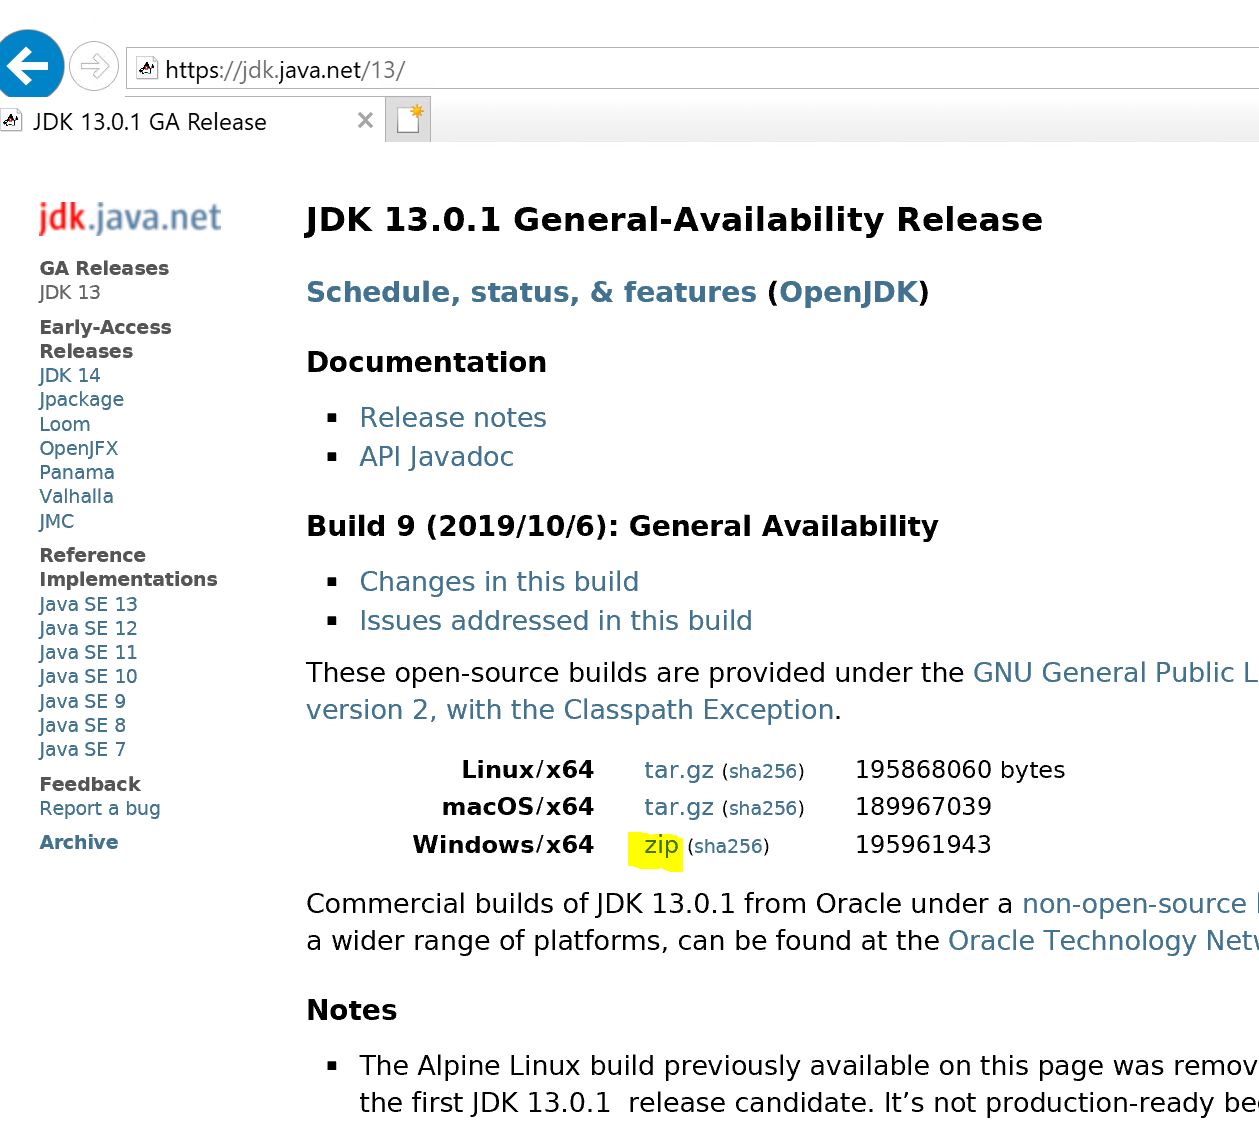 https://jdk.java.net/13/
JDK 13.0.1 GA Release
jdk.java.net
GA Releases
JDK 13
Early-Access
Releases
JDK 14
Jpackage
Loom
OpenJFX
Panama
Valhalla
JMC
Reference
Implementations
Java SE 13
Java SE 12
Java SE 11
Java SE 10
Java SE 9
Java SE 8
Java SE 7
Feedback
Report a bug
Archive
JDK 13.0.1 General-Availability Release
Schedule, status, & features (OpenJDK)
Documentation
Release notes
API Javadoc
Build 9 (2019/10/6): General Availability
Changes in this build
Issues addressed in this build
These open-source builds are provided under the GNU General Public L
version 2, with the Classpath Exception.
Linux/x64 tar.gz (sha256) 195868060 bytes
macOS/x64 tar.gz (sha256) 189967039
Windows/x64 zip (sha256) 195961943
Commercial builds of JDK 13.0.1 from Oracle under a non-open-source
a wider range of platforms, can be found at the Oracle Technology Net
Notes
The Alpine Linux build previously available on this page was remov
the first JDK 13.0.1 release candidate. It’s not production-ready be